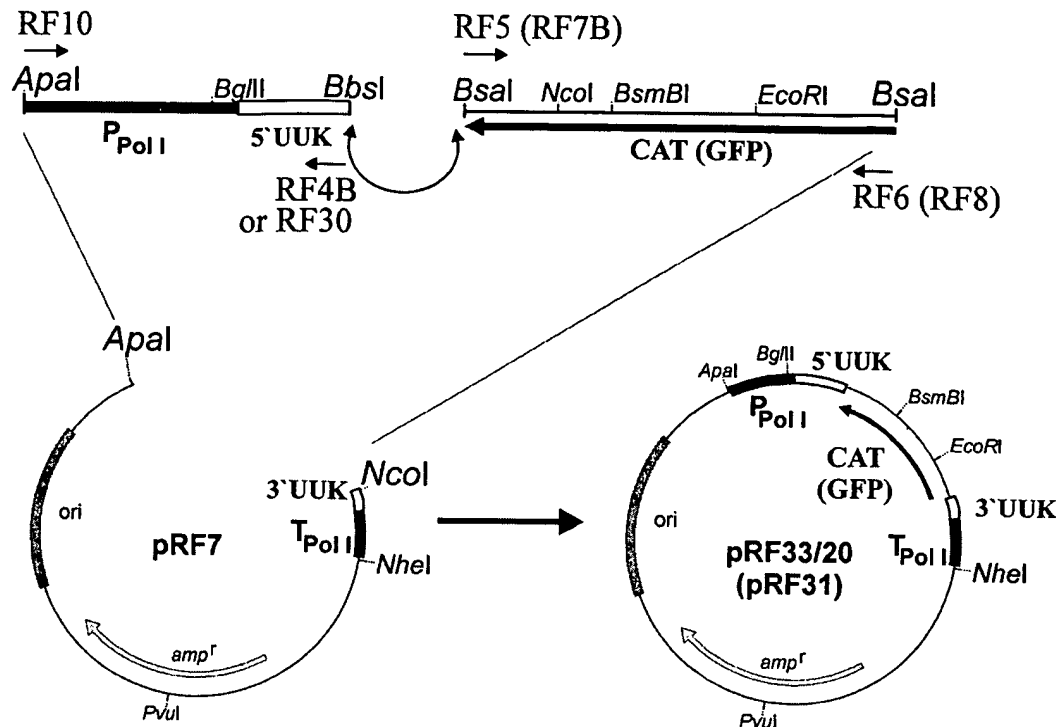 RF10
RF5 (RF7B)
ApaI
BglII
BbsI
BsaI
NcoI
BsmBI
EcoRI
BsaI
PPol I
5`UUK
CAT (GFP)
RF4B
or RF30
RF6 (RF8)
ApaI
NcoI
3`UUK
ori
TPol I
pRF7
NheI
ampr
PvuI
ApaI
BglII
5`UUK
PPol I
BsmBI
EcoRI
CAT
(GFP)
3`UUK
ori
TPol I
pRF33/20
(pRF31)
NheI
ampr
PvuI